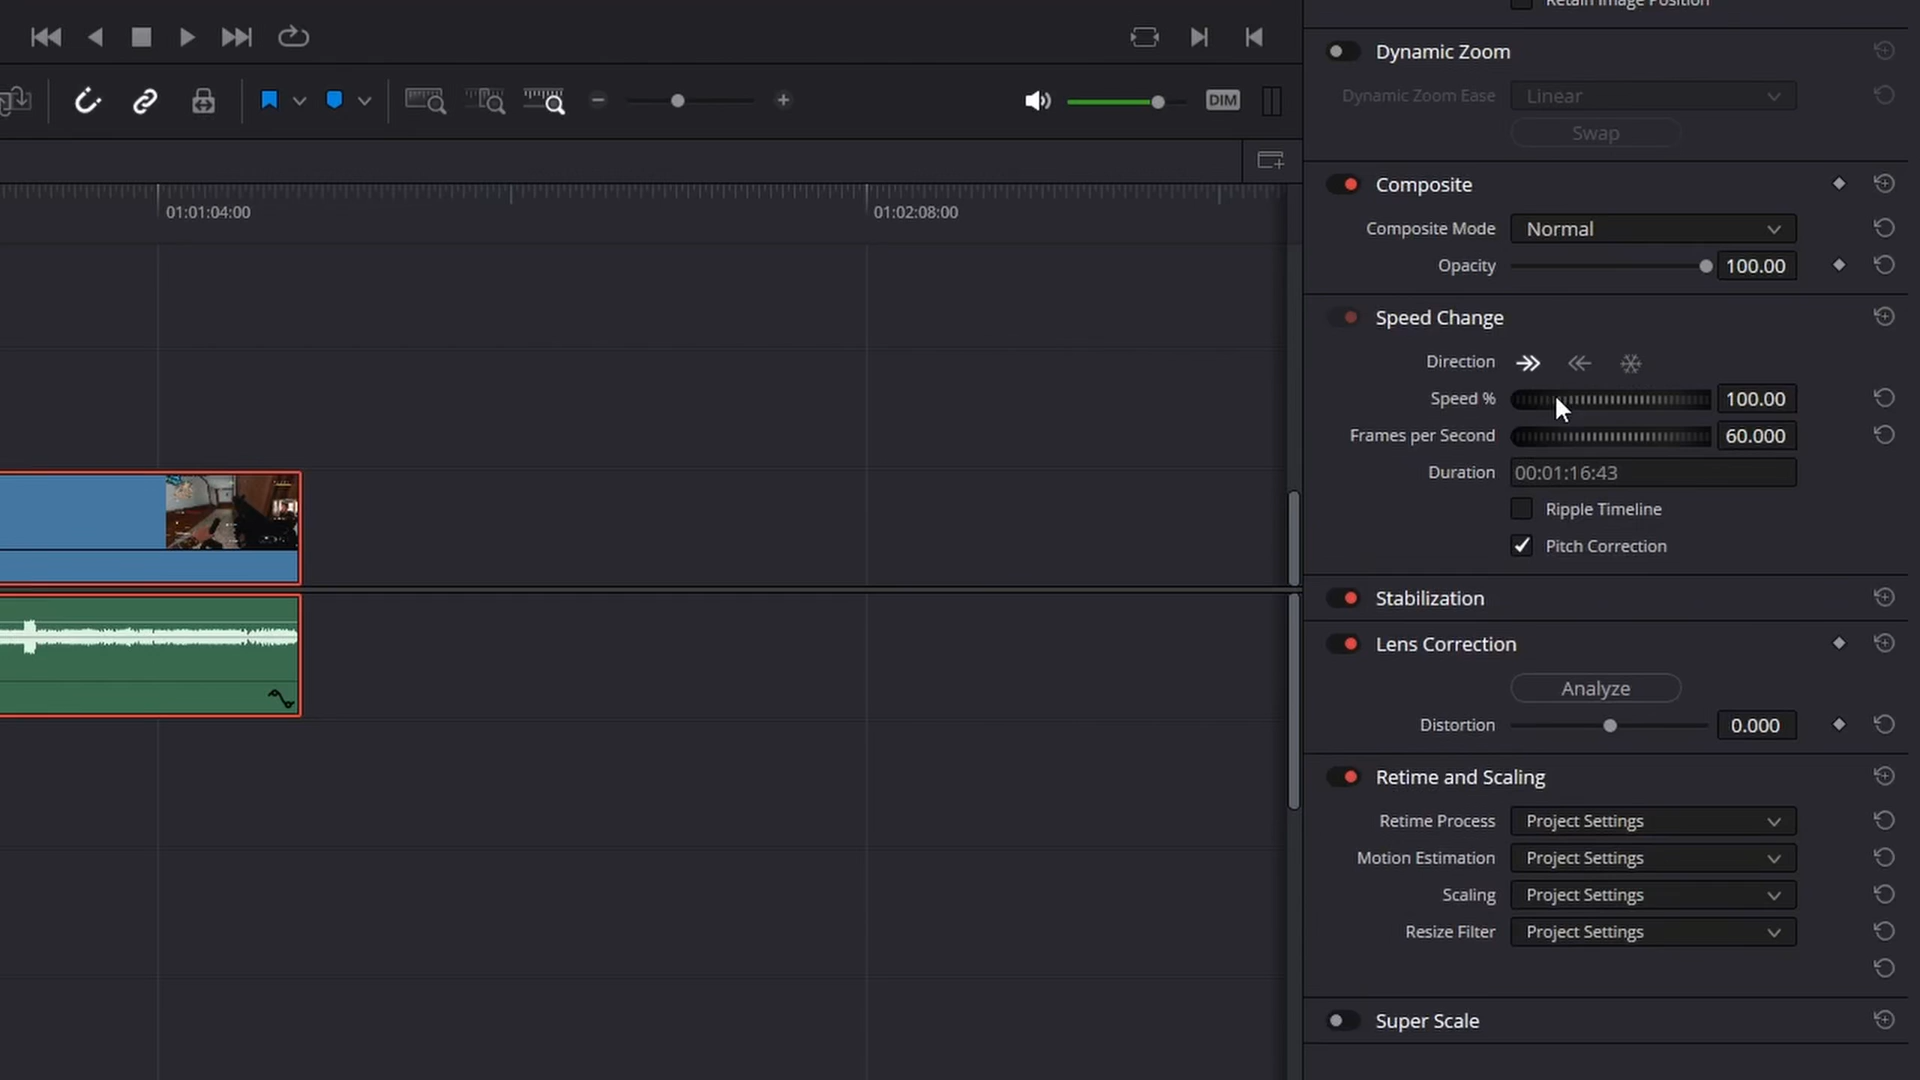 Retain Image Position
Dynamic Zoom
Dynamic Zoom Ease Linear
Swap
DIM
Composite
Composite Mode Normal
Opacity 100.00
01:01:04:00 01:02:08:00
Speed Change
Direction
Speed % 100.00
Frames per Second 60.000
Duration 00:01:16:43
Ripple Timeline
Pitch Correction
Stabilization
Lens Correction
Analyze
Distortion 0.000
Retime and Scaling
Retime Process Project Settings
Motion Estimation Project Settings
Scaling Project Settings
Resize Filter Project Settings
Super Scale